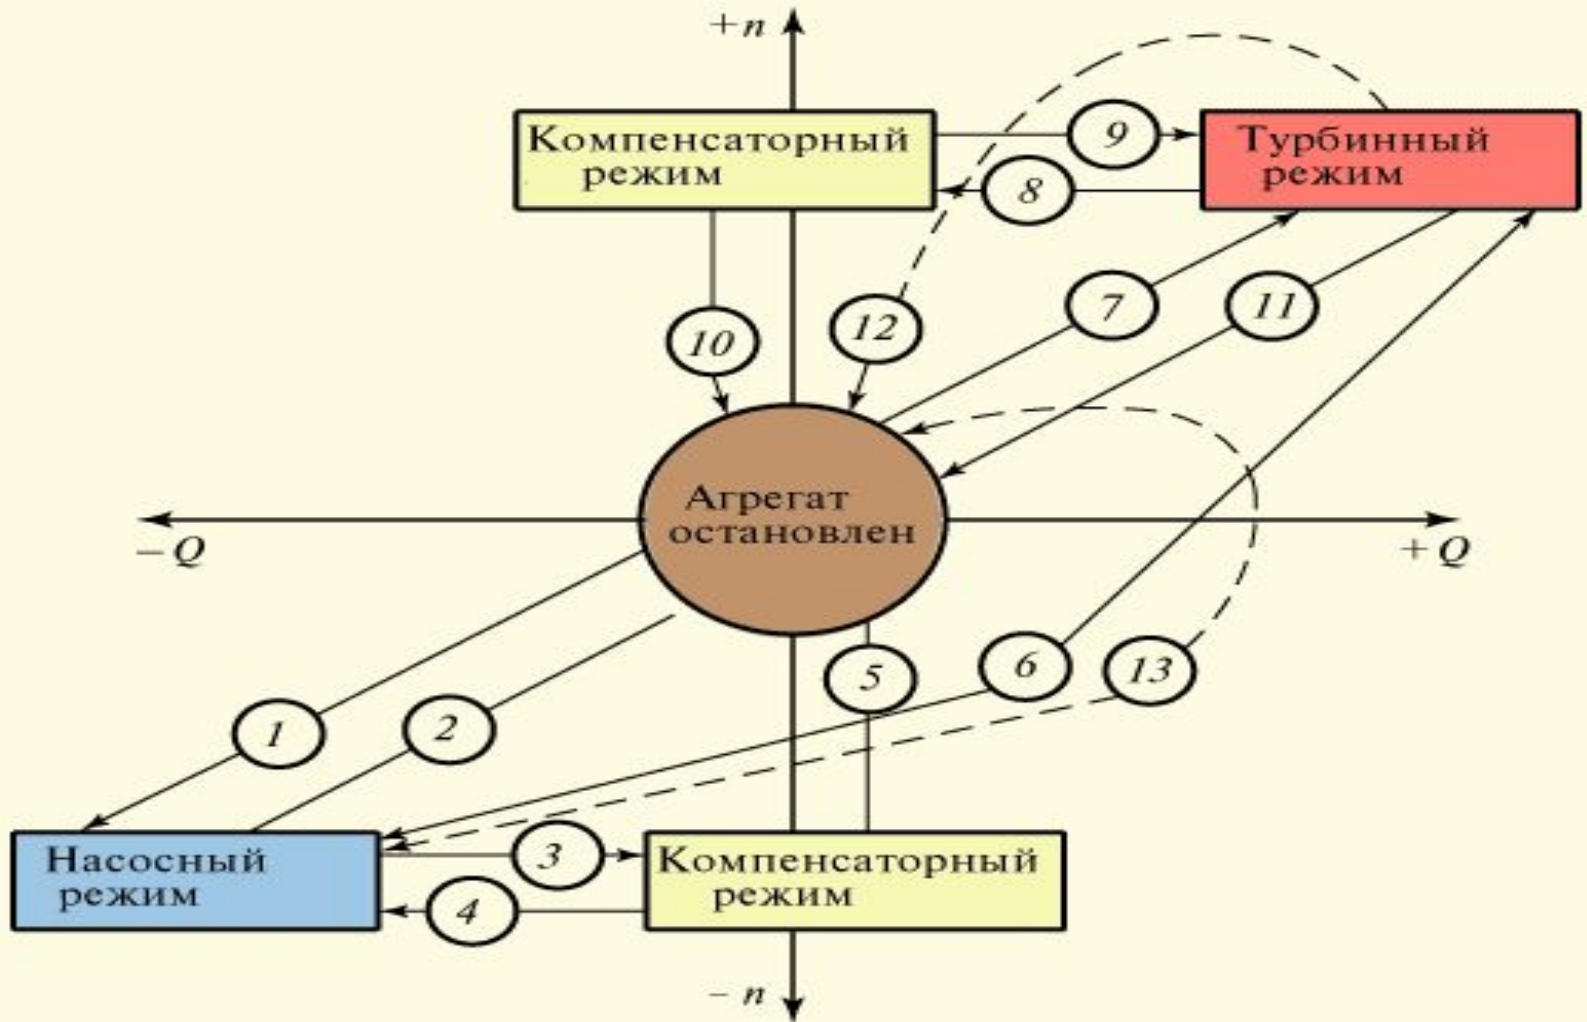 +n
Компенсаторный
режим
9
Турбинный
режим
8
7
11
10
12
Агрегат
остановлен
−Q
+Q
5
6
13
1
2
Насосный
режим
3
4
Компенсаторный
режим
− n